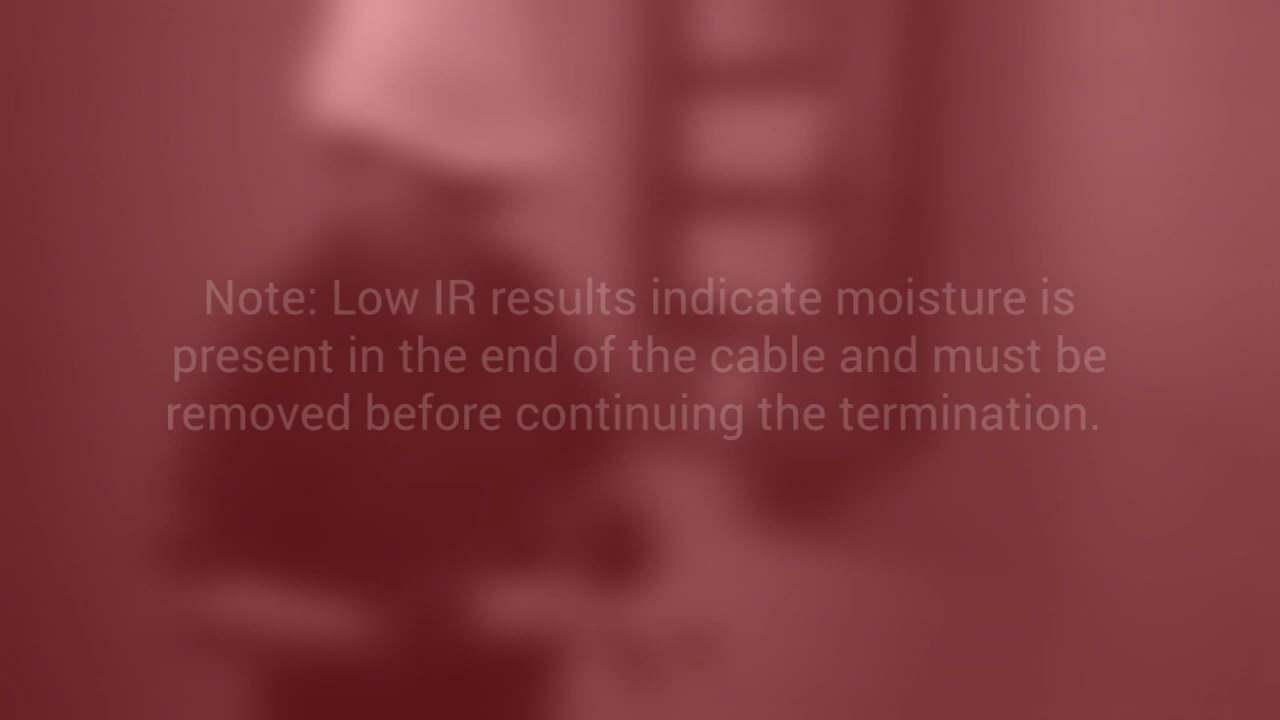 Note: Low IR results indicate moisture is
present in the end of the cable and must be
removed before continuing the termination.